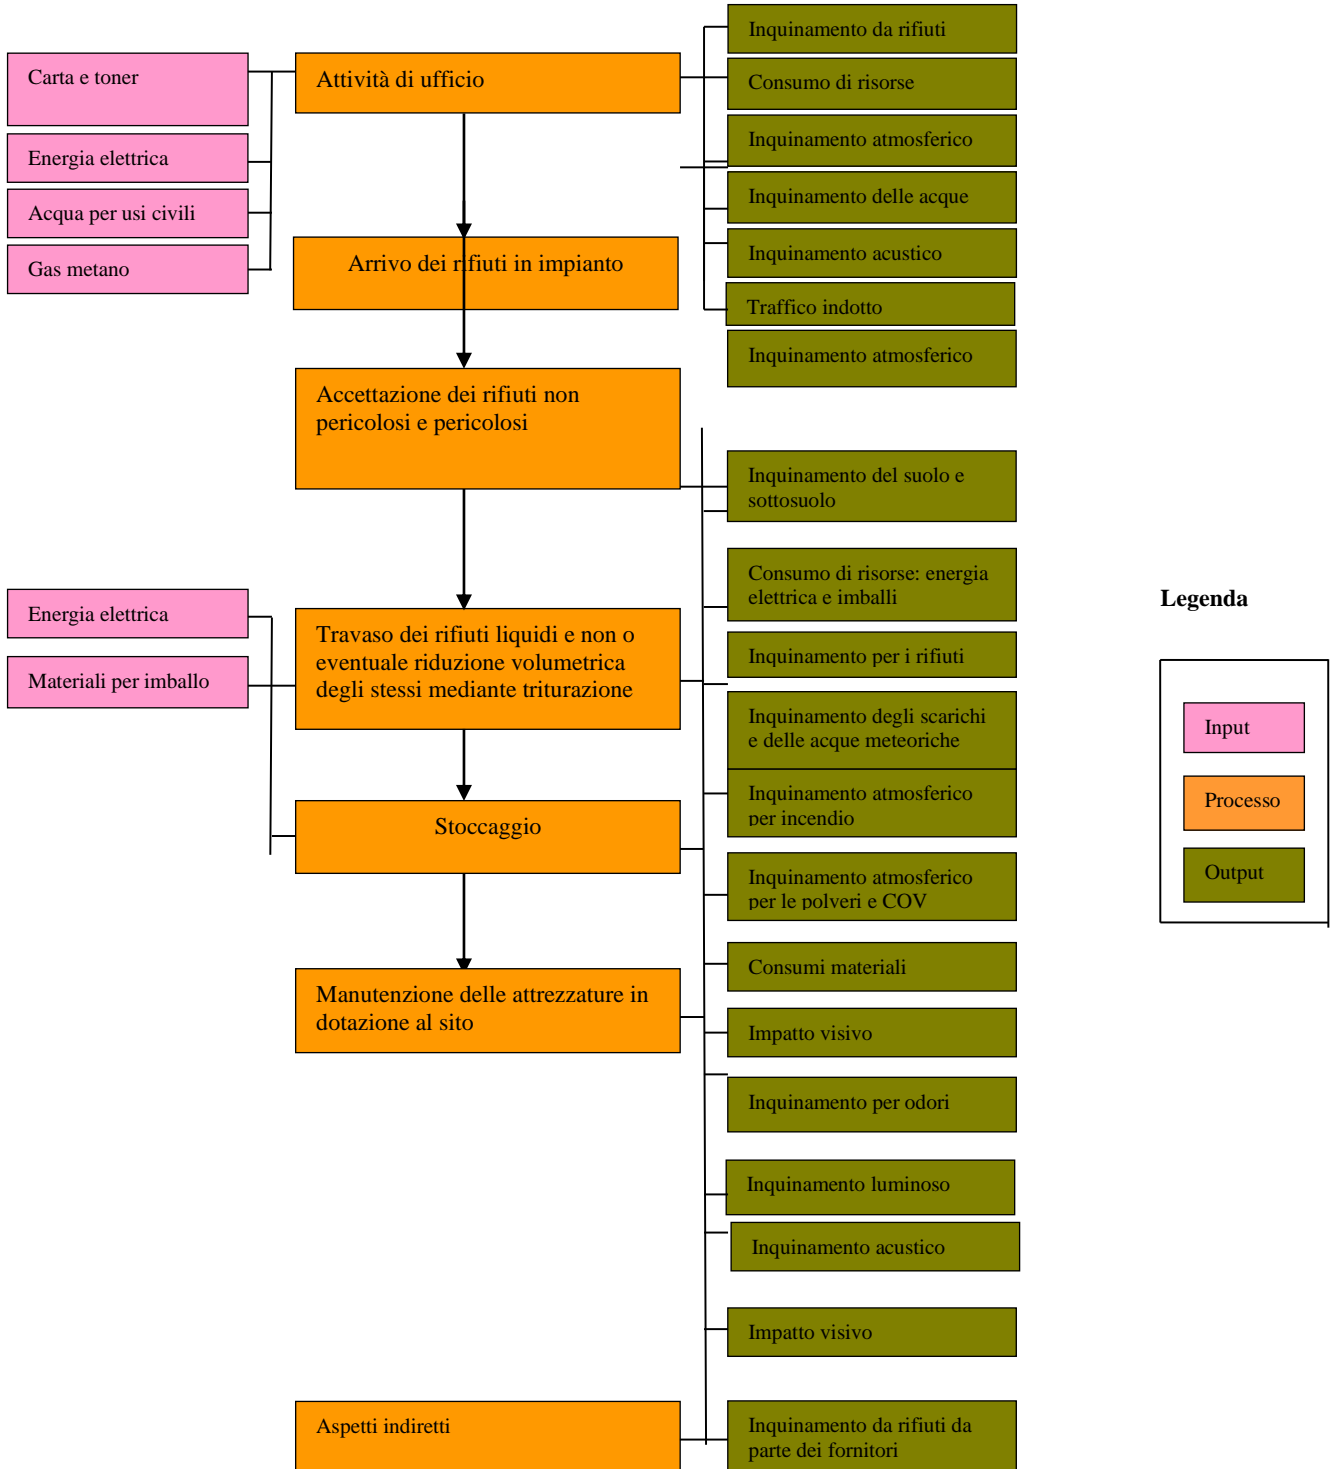 Inquinamento da rifiuti
Carta e toner
Attività di ufficio
Consumo di risorse
Inquinamento atmosferico
Energia elettrica
Inquinamento delle acque
Acqua per usi civili
Inquinamento acustico
Gas metano
Arrivo dei rifiuti in impianto
Traffico indotto
Inquinamento atmosferico
Accettazione dei rifiuti non
pericolosi e pericolosi
Inquinamento del suolo e
sottosuolo
Consumo di risorse: energia
elettrica e imballi
Legenda
Energia elettrica
Travaso dei rifiuti liquidi e non o
eventuale riduzione volumetrica
degli stessi mediante triturazione
Inquinamento per i rifiuti
Materiali per imballo
Inquinamento degli scarichi
e delle acque meteoriche
Input
Inquinamento atmosferico
per incendio
Processo
Stoccaggio
Inquinamento atmosferico
per le polveri e COV
Output
Consumi materiali
Manutenzione delle attrezzature in
dotazione al sito
Impatto visivo
Inquinamento per odori
Inquinamento luminoso
Inquinamento acustico
Impatto visivo
Aspetti indiretti
Inquinamento da rifiuti da
parte dei fornitori